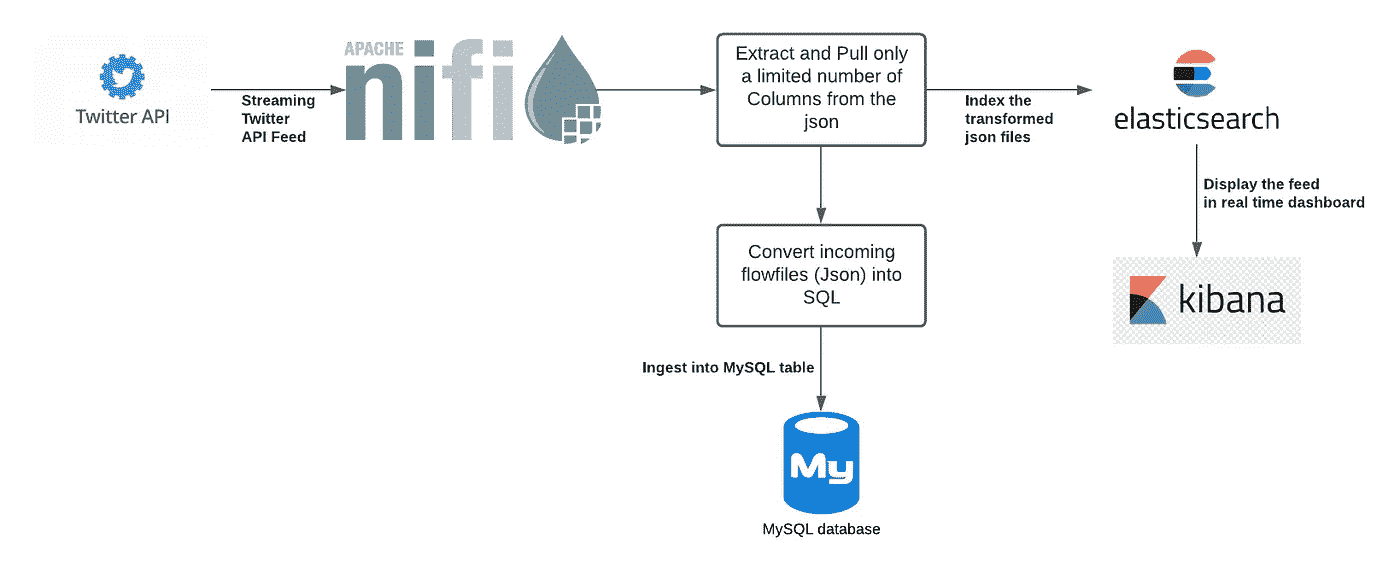 Twitter API
Streaming
Twitter
API Feed
APACHE
nifi
Extract and Pull only
a limited number of
Columns from the
json
Index the
transformed
json files
elasticsearch
Display the feed
in real time dashboard
kibana
Convert incoming
flowfiles (Json) into
SQL
Ingest into MySQL table
My
MySQL database